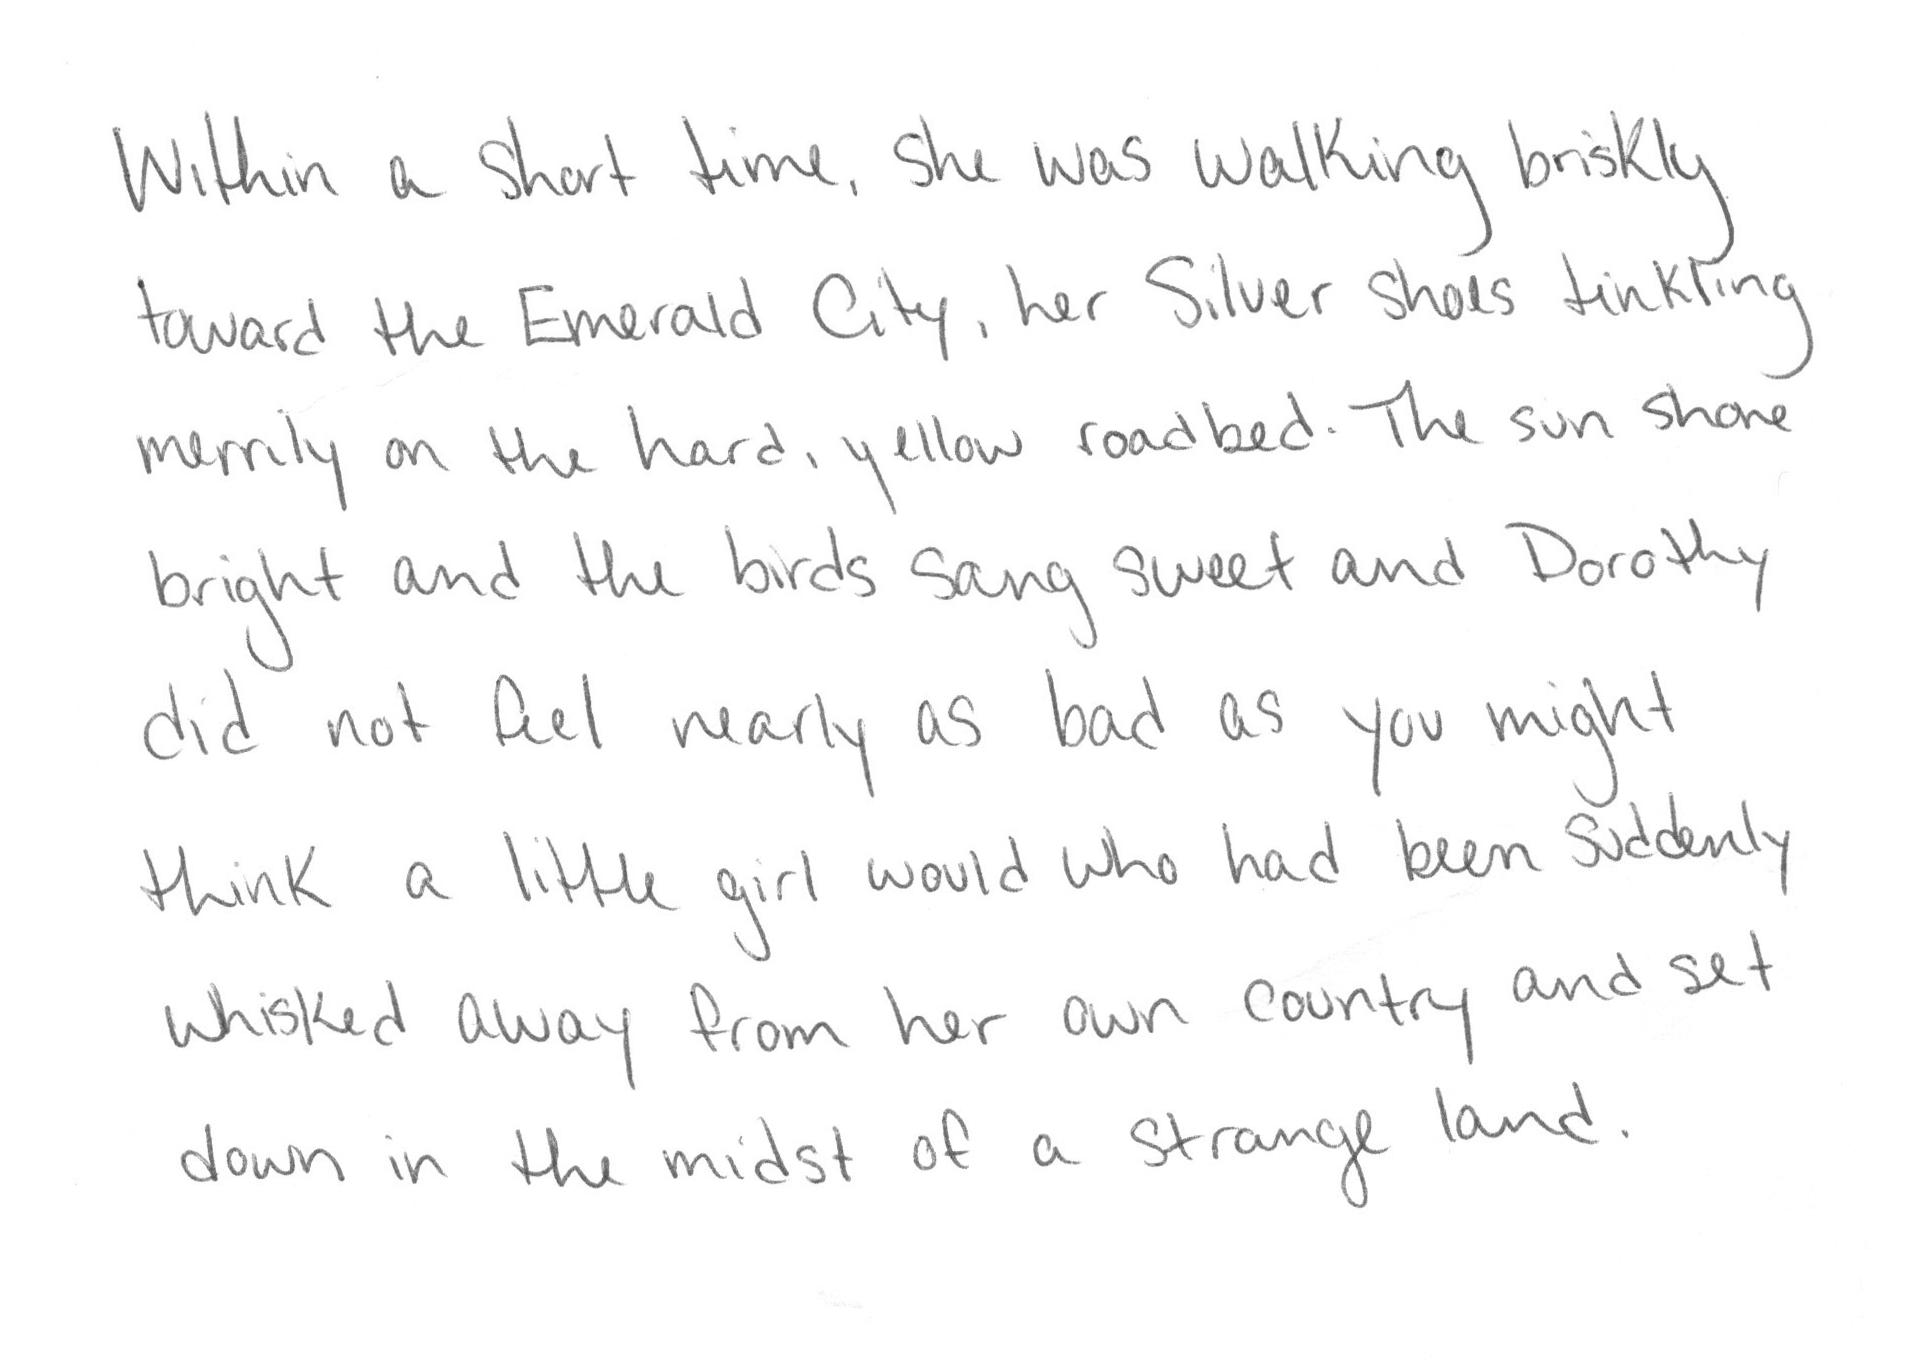 Within a short time, she was walking briskly
toward the Emerald City, her Silver shoes tinkling
merrily on the hard, yellow roadbed. The sun shone
bright and the birds sang sweet and Dorothy
did not feel nearly as bad as you might
think a little girl would who had been suddenly
whisked away from her own country and set
down in the midst of a strange land.